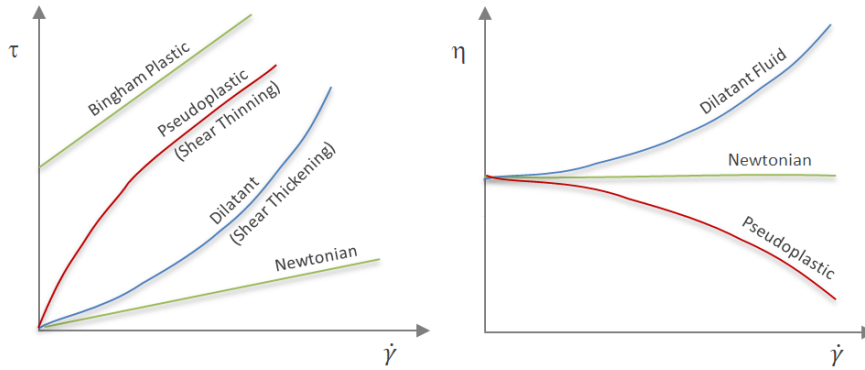 τ
Bingham Plastic
Pseudoplastic
(Shear Thinning)
Dilatant
(Shear Thickening)
Newtonian
γ̇
η
Dilatant Fluid
Newtonian
Pseudoplastic
γ̇